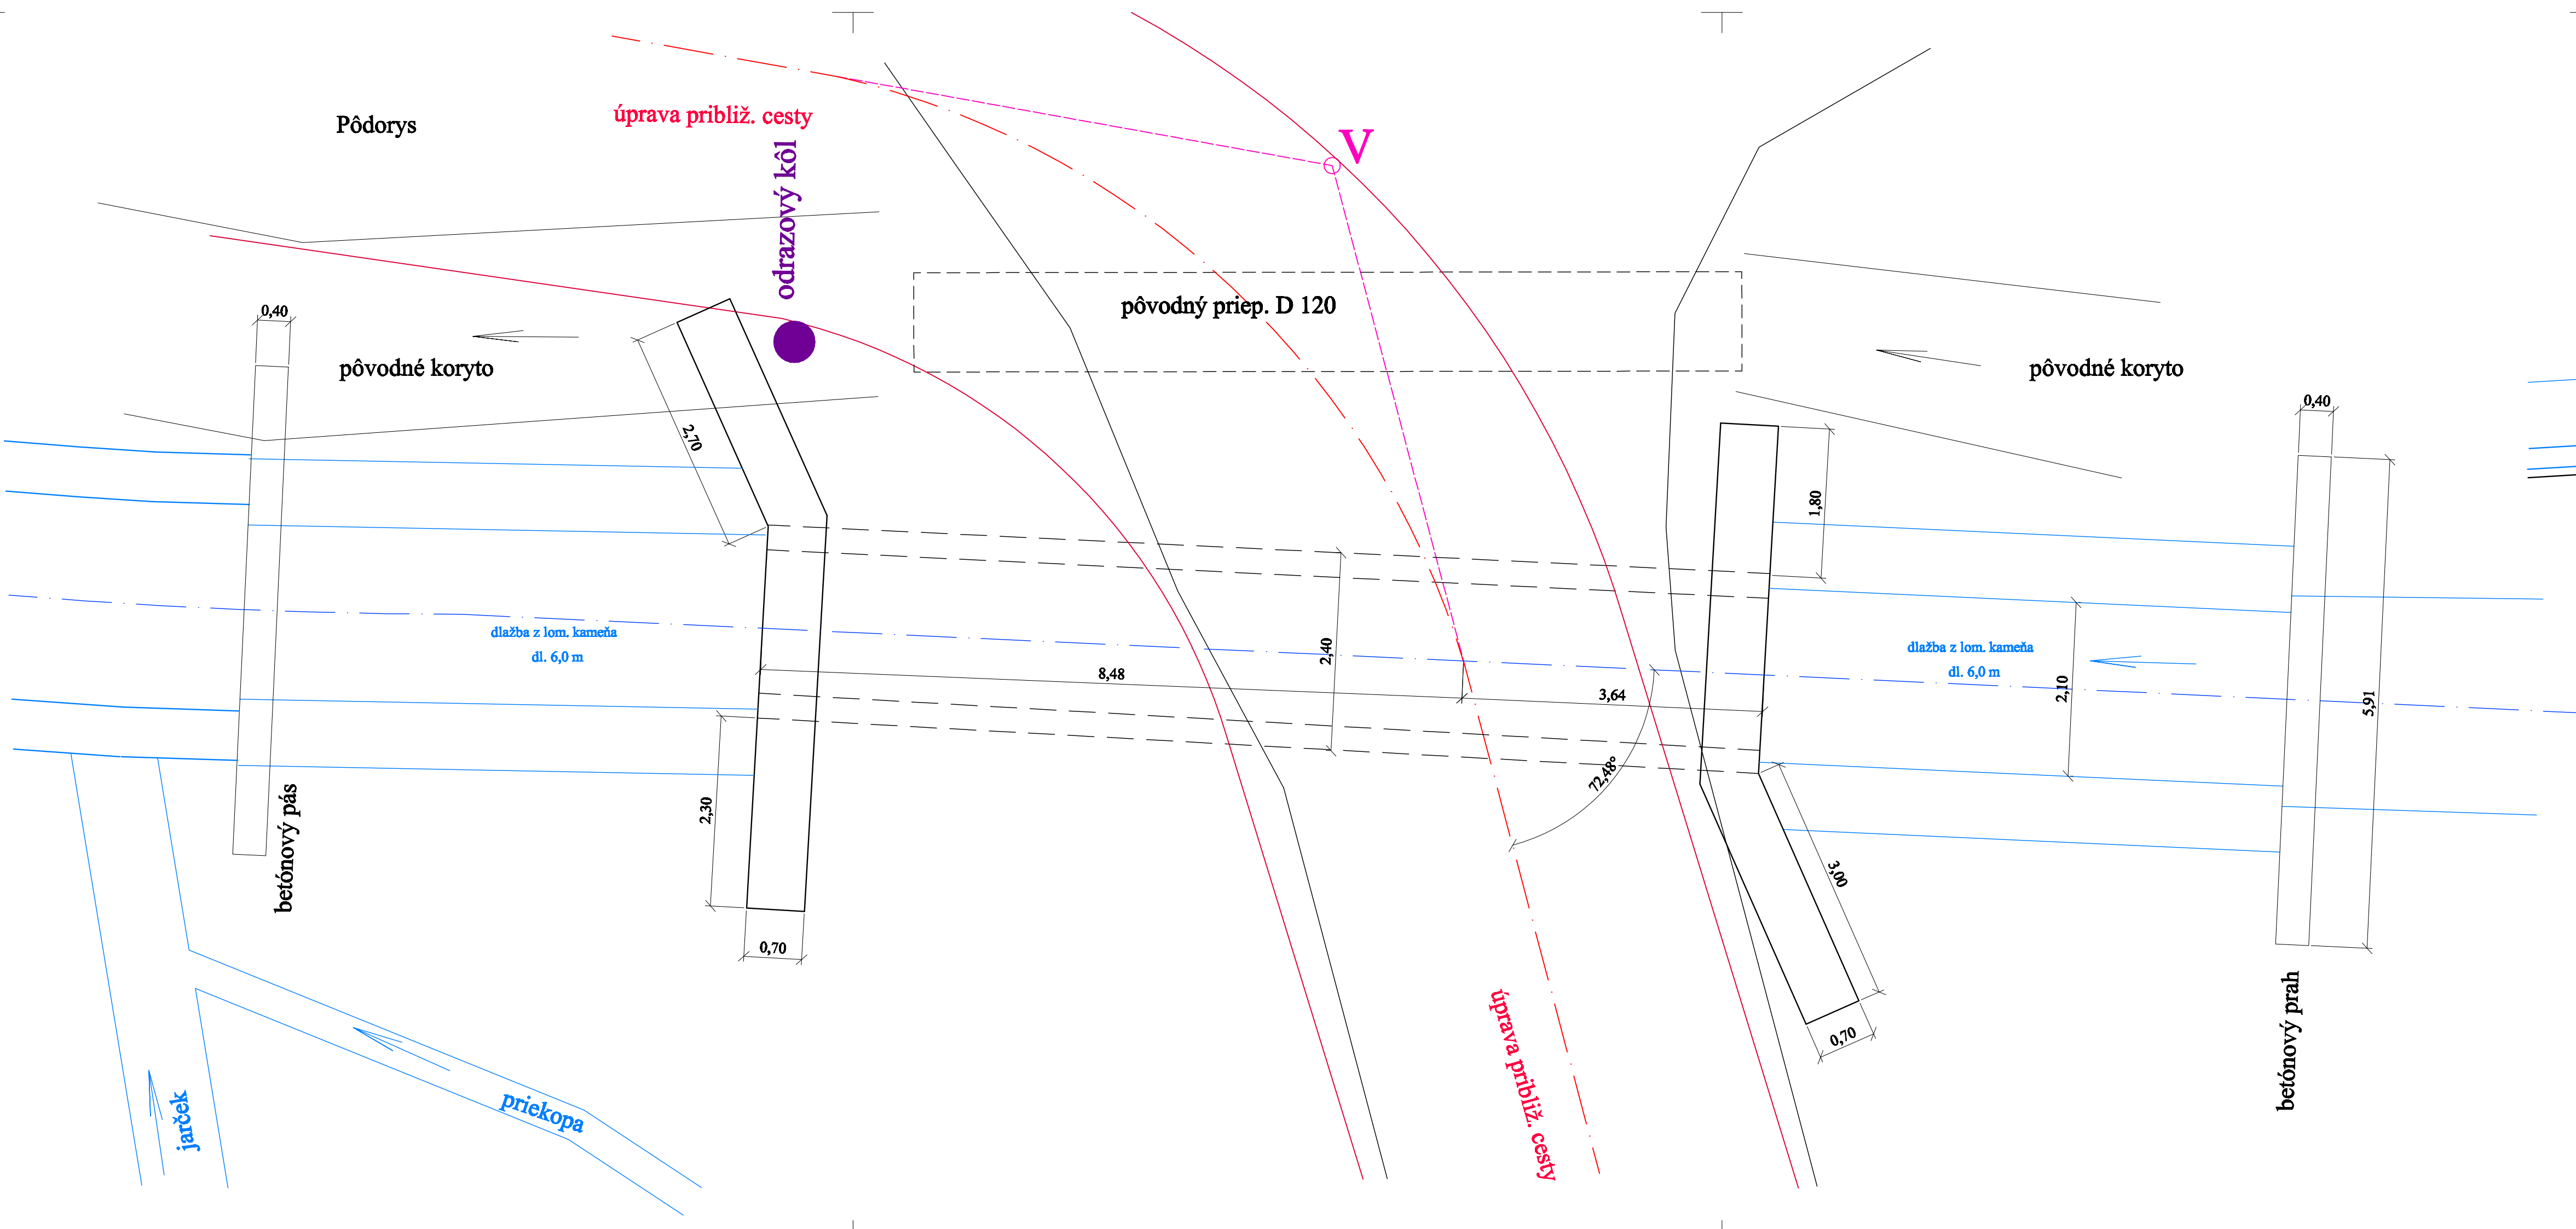 Pôdorys
úprava približ. cesty
odrazový kôl
V
pôvodný priep. D 120
0,40
pôvodné koryto
2,70
pôvodné koryto
0,40
1,80
dlažba z lom. kameňa
dl. 6,0 m
2,40
8,48
3,64
dlažba z lom. kameňa
dl. 6,0 m
2,10
5,91
72,48°
2,30
betónový pás
3,00
0,70
0,70
úprava približ. cesty
betónový prah
jarček
priekopa